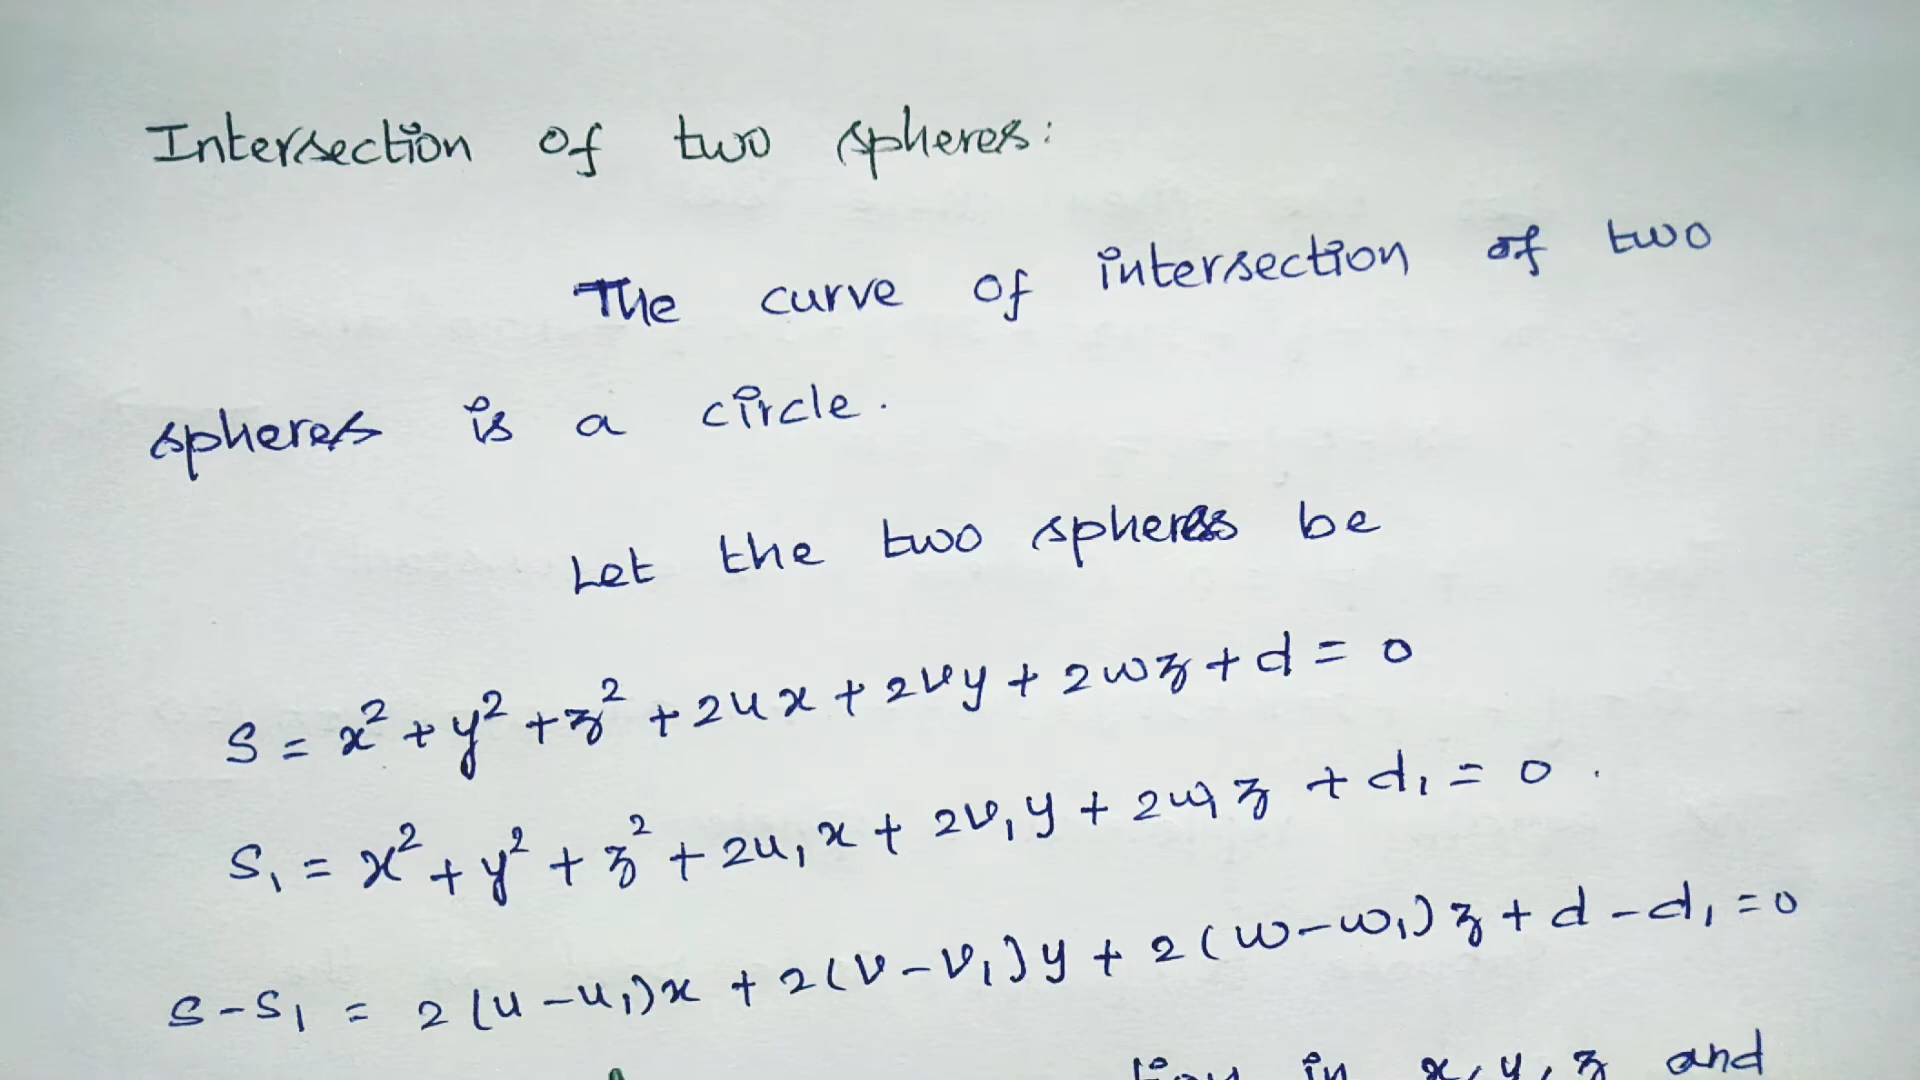 Intersection of two spheres:
The curve of intersection of two
spheres is a circle.
Let the two spheres be
S = x² + y² + z² + 2ux + 2vy + 2wz + d = 0
S₁ = x² + y² + z² + 2u₁x + 2v₁y + 2w₁z + d₁ = 0.
S-S₁ = 2(u-u₁)x + 2(v-v₁)y + 2(w-w₁)z + d-d₁ = 0
in x, y, z and